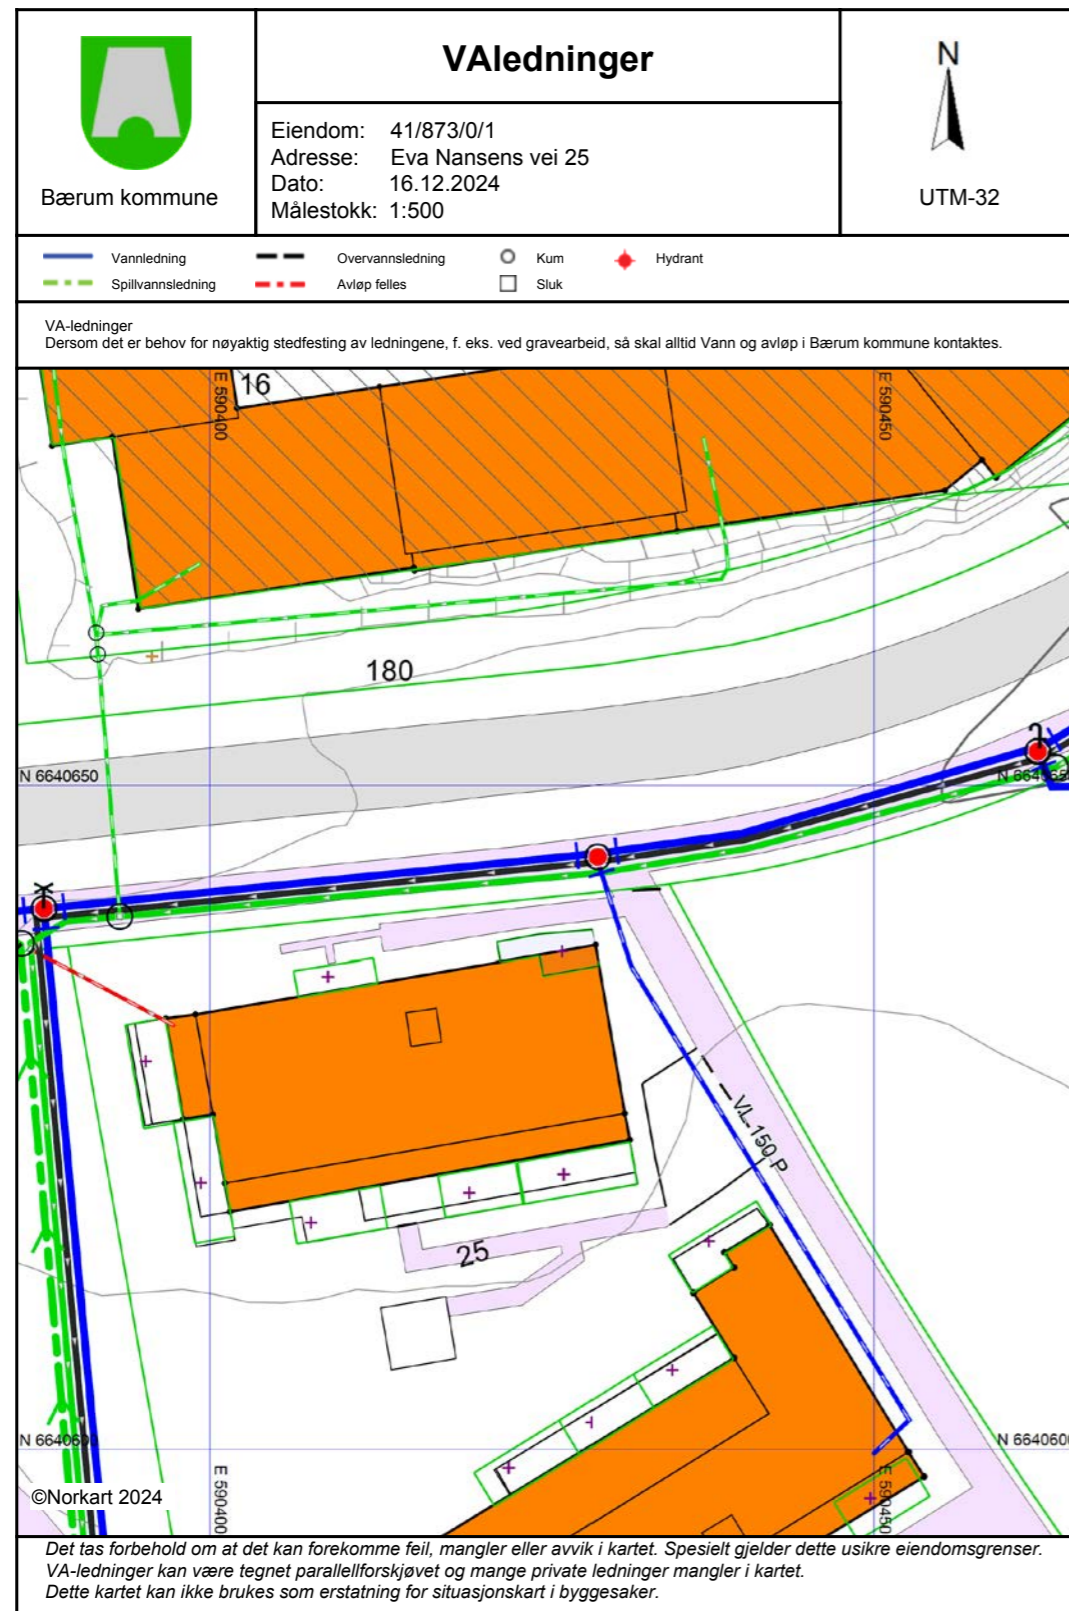 VAledninger
Bærum kommune
Eiendom: 41/873/0/1
Adresse: Eva Nansens vei 25
Dato: 16.12.2024
Målestokk: 1:500
N
UTM-32
Vannledning
Overvannsledning
Kum
Hydrant
Spillvannsledning
Avløp felles
Sluk
VA-ledninger
Dersom det er behov for nøyaktig stedfesting av ledningene, f. eks. ved gravearbeid, så skal alltid Vann og avløp i Bærum kommune kontaktes.
16
E 590400
E 590450
180
N 6640650
N 6640650
VL 150 P
25
N 6640600
N 6640600
E 590400
E 590450
©Norkart 2024
Det tas forbehold om at det kan forekomme feil, mangler eller avvik i kartet. Spesielt gjelder dette usikre eiendomsgrenser.
VA-ledninger kan være tegnet parallellforskjøvet og mange private ledninger mangler i kartet.
Dette kartet kan ikke brukes som erstatning for situasjonskart i byggesaker.